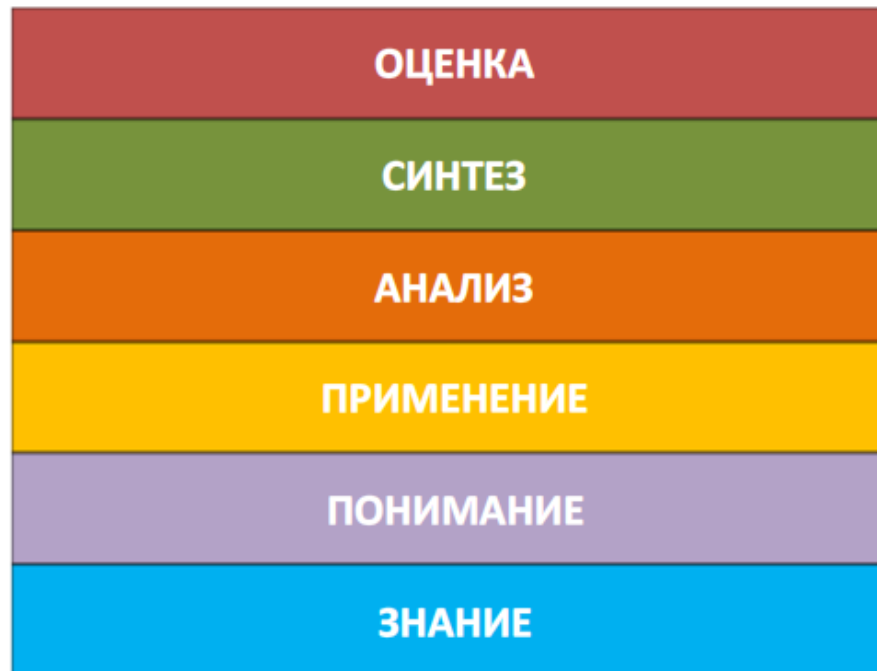 ОЦЕНКА
СИНТЕЗ
АНАЛИЗ
ПРИМЕНЕНИЕ
ПОНИМАНИЕ
ЗНАНИЕ